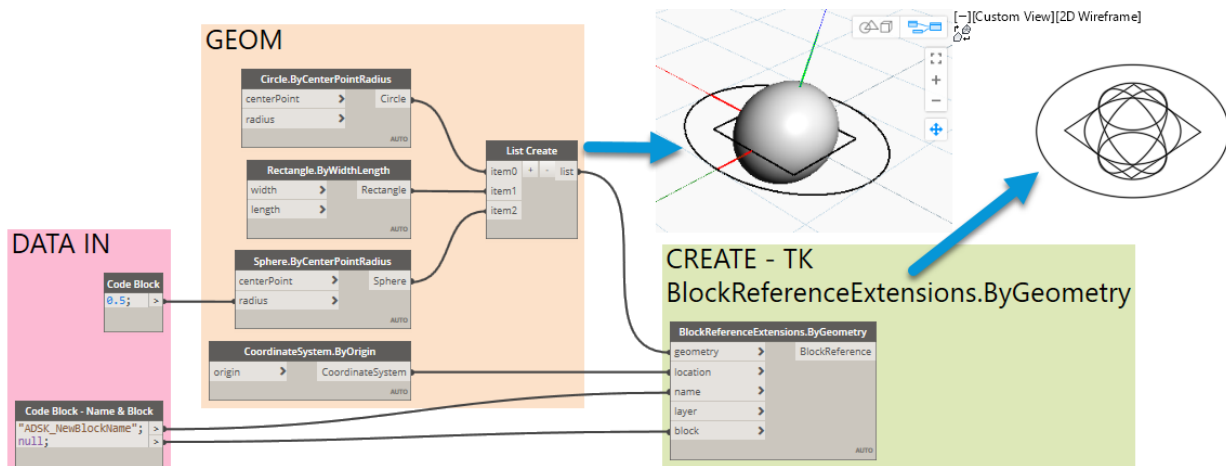 GEOM
Circle.ByCenterPointRadius
centerPoint > Circle
radius >
AUTO
Rectangle.ByWidthLength
width > Rectangle
length >
AUTO
List Create
item0 + - list
item1
item2
AUTO
DATA IN
Code Block
0.5; >
Sphere.ByCenterPointRadius
centerPoint > Sphere
radius >
AUTO
CoordinateSystem.ByOrigin
origin > CoordinateSystem
AUTO
Code Block - Name & Block
"ADSK_NewBlockName"; >
null; >
[−][Custom View][2D Wireframe]
+
−
CREATE - TK
BlockReferenceExtensions.ByGeometry
BlockReferenceExtensions.ByGeometry
geometry > BlockReference
location >
name >
layer >
block >
AUTO